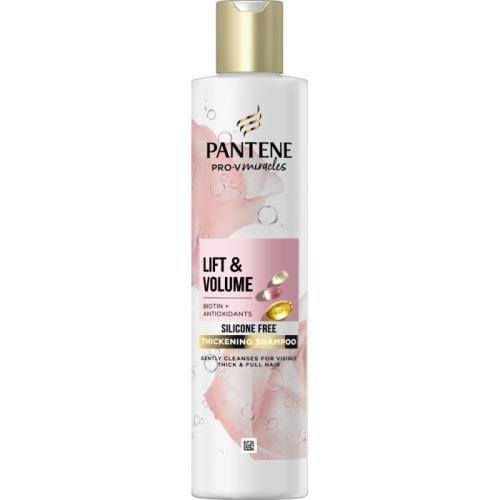 PANTENE
PRO-V miracles
LIFT &
VOLUME
BIOTIN +
ANTIOXIDANTS
SILICONE FREE
THICKENING SHAMPOO
GENTLY CLEANSES FOR VISIBLY
THICK & FULL HAIR